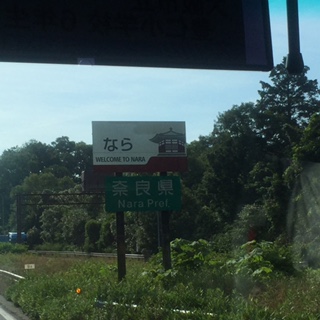 なら
WELCOME TO NARA
奈良県
Nara Pref.